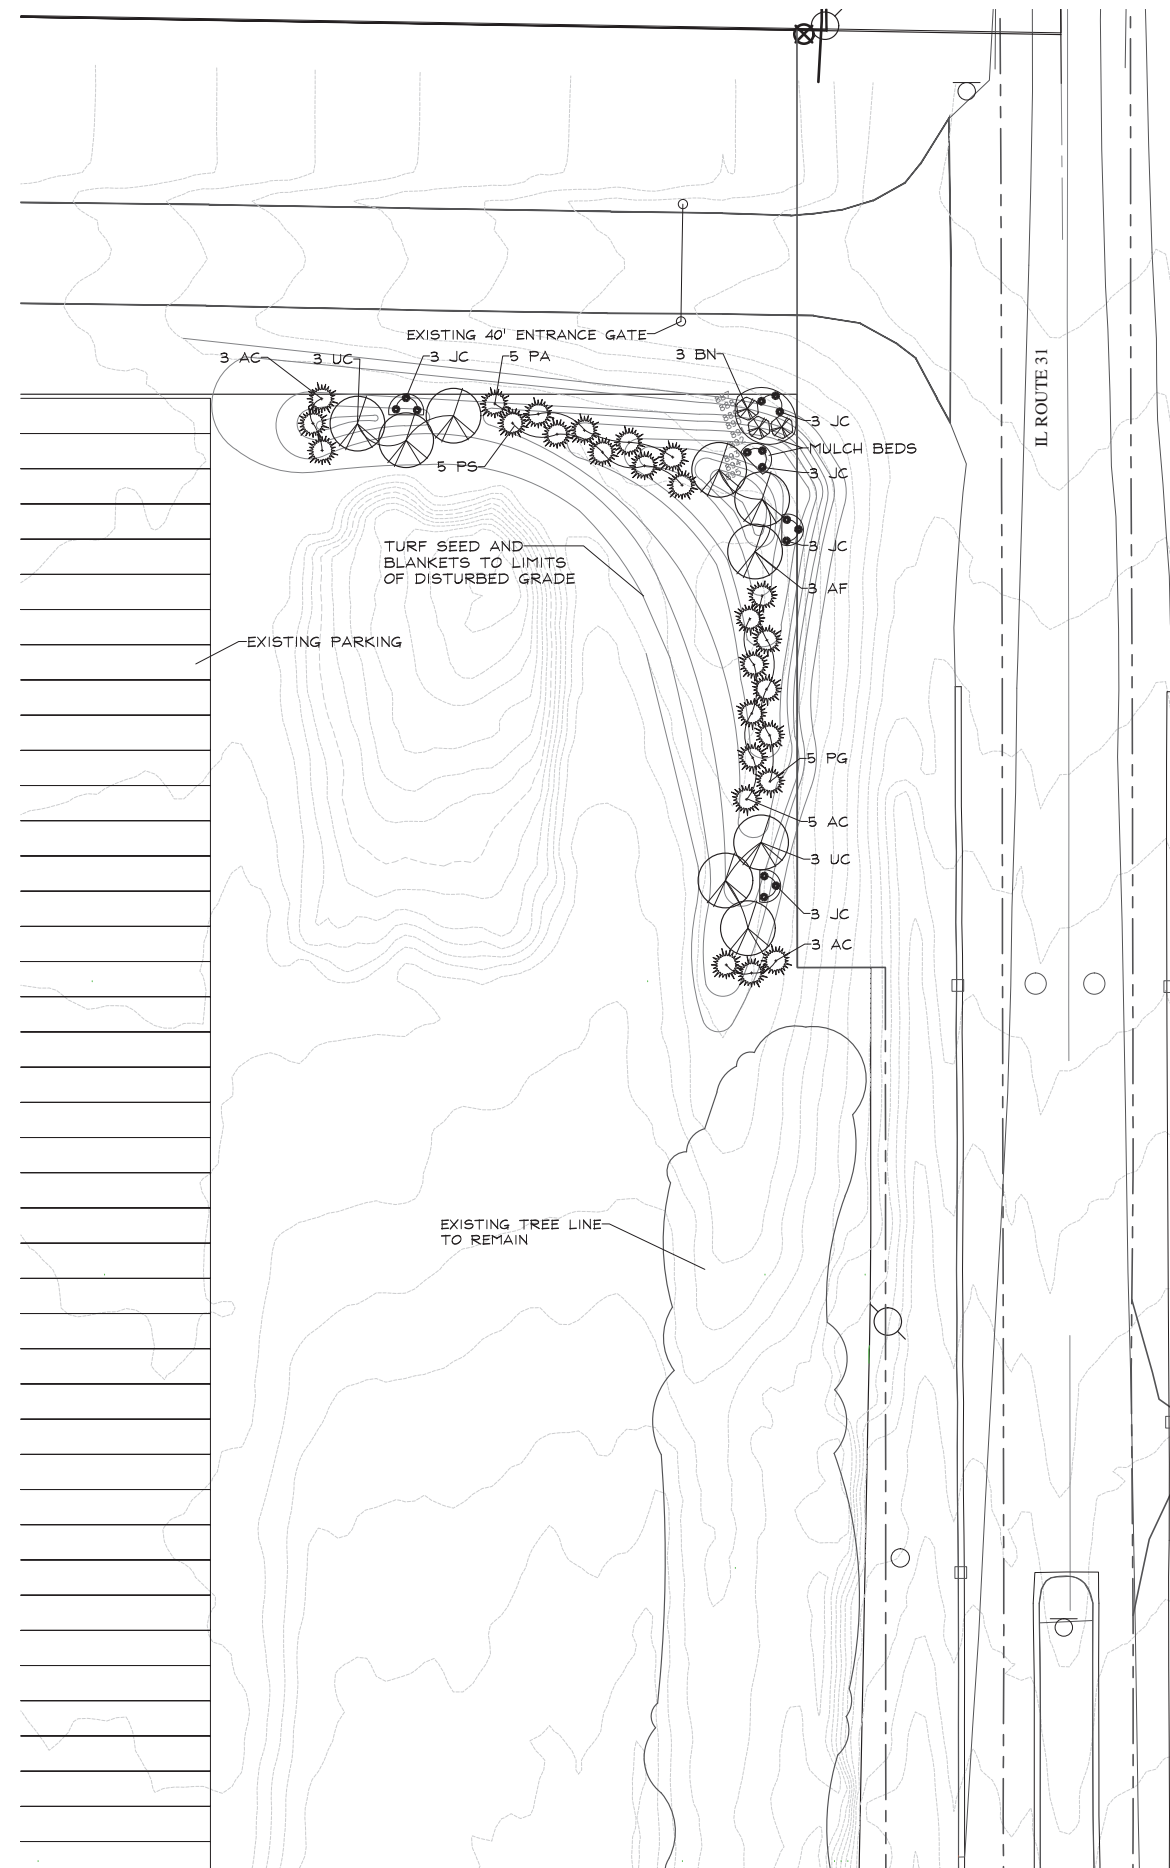 EXISTING 40' ENTRANCE GATE
3 AC
3 UC
3 JC
5 PA
3 BN
IL ROUTE 31
3 JC
MULCH BEDS
5 PS
3 JC
TURF SEED AND
BLANKETS TO LIMITS
OF DISTURBED GRADE
3 JC
3 AF
EXISTING PARKING
5 PG
5 AC
3 UC
3 JC
3 AC
EXISTING TREE LINE
TO REMAIN